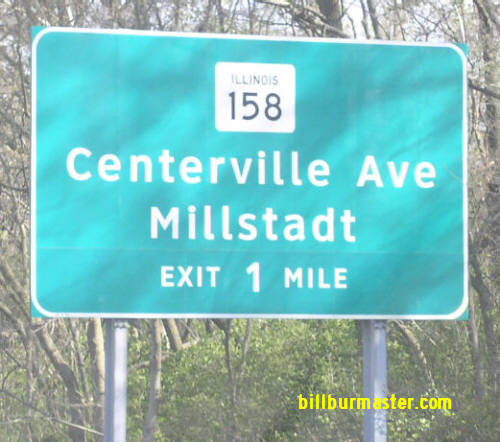 ILLINOIS
158
Centerville Ave
Millstadt
EXIT 1 MILE
billburmaster.com